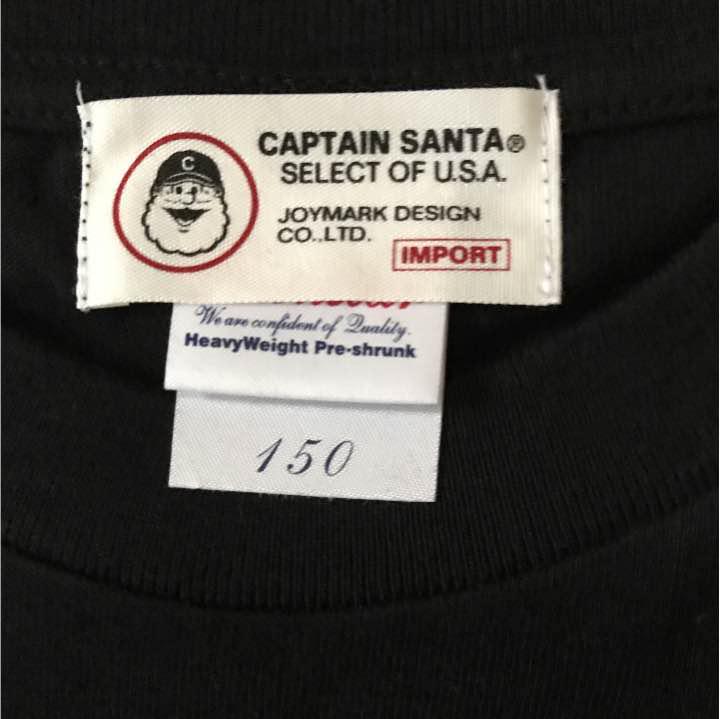 C
CAPTAIN SANTA®
SELECT OF U.S.A.
JOYMARK DESIGN
CO.,LTD.
IMPORT
We are confident of Quality.
HeavyWeight Pre-shrunk
150